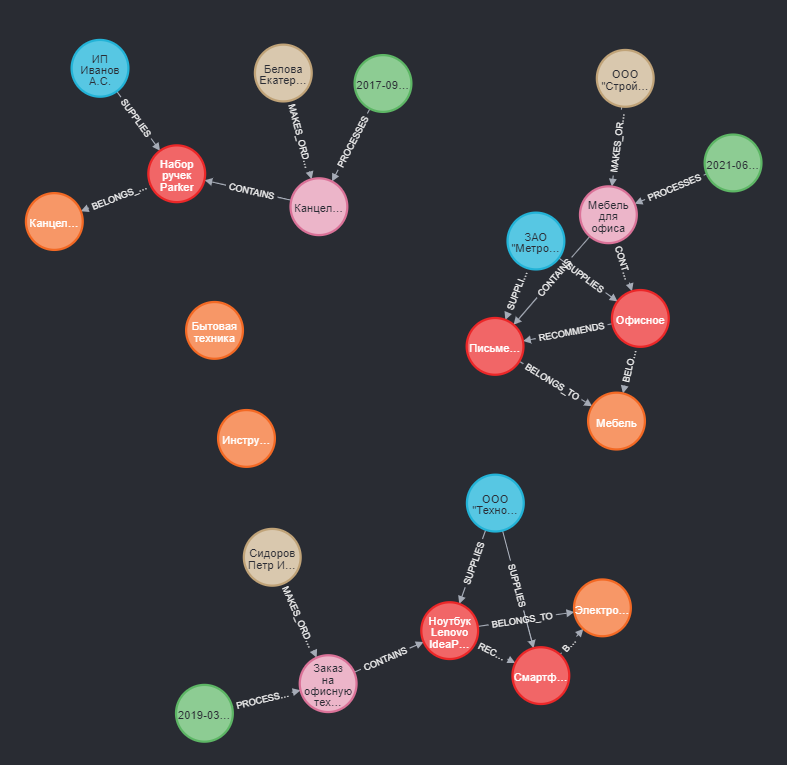 ИП
Иванов
А.С.
SUPPLIES
Белова
Екатер...
MAKES_ORD...
2017-09...
PROCESSES
Набор
ручек
Parker
CONTAINS
Канцел...
BELONGS_...
Канцел...
ООО
"Строй...
MAKES_OR...
2021-06...
PROCESSES
Мебель
для
офиса
ЗАО
"Метро...
SUPPLI...
CONTAINS
SUPPLIES
CONT...
Офисное
RECOMMENDS
Письме...
BELONGS_TO
BELO...
Мебель
Бытовая
техника
Инстру...
ООО
"Техно...
SUPPLIES
SUPPLIES
Сидоров
Петр И...
MAKES_ORD...
Ноутбук
Lenovo
IdeaP...
BELONGS_TO
Электро...
REC...
B...
Смартф...
CONTAINS
Заказ
на
офисную
тех...
PROCESS...
2019-03...